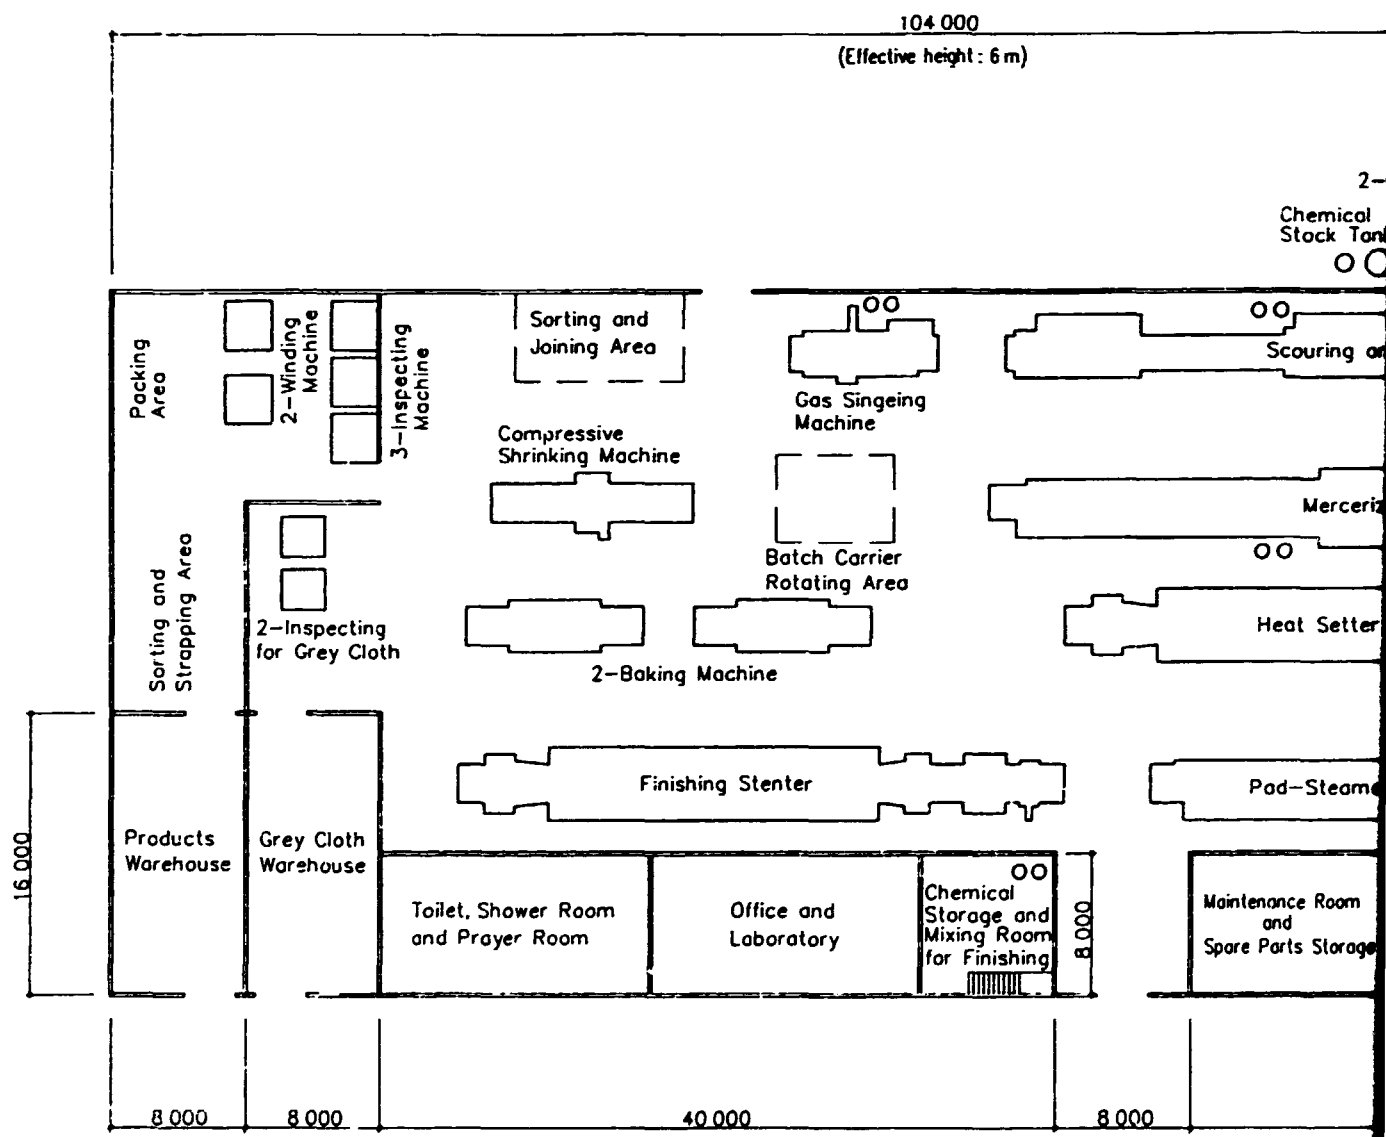 104 000
(Effective height : 6 m)
2-
Chemical
Stock Tan
Packing
Area
2-Winding
Machine
3-Inspecting
Machine
Sorting and
Joining Area
Gas Singeing
Machine
Scouring
Compressive
Shrinking Machine
Batch Carrier
Rotating Area
Merceriz
Sorting and
Strapping Area
2-Inspecting
for Grey Cloth
2-Baking Machine
Heat Setter
Finishing Stenter
Pad-Steam
16 000
Products
Warehouse
Grey Cloth
Warehouse
Toilet, Shower Room
and Prayer Room
Office and
Laboratory
Chemical
Storage and
Mixing Room
for Finishing
8 000
Maintenance Room
and
Spare Parts Storage
8 000
8 000
40 000
8 000